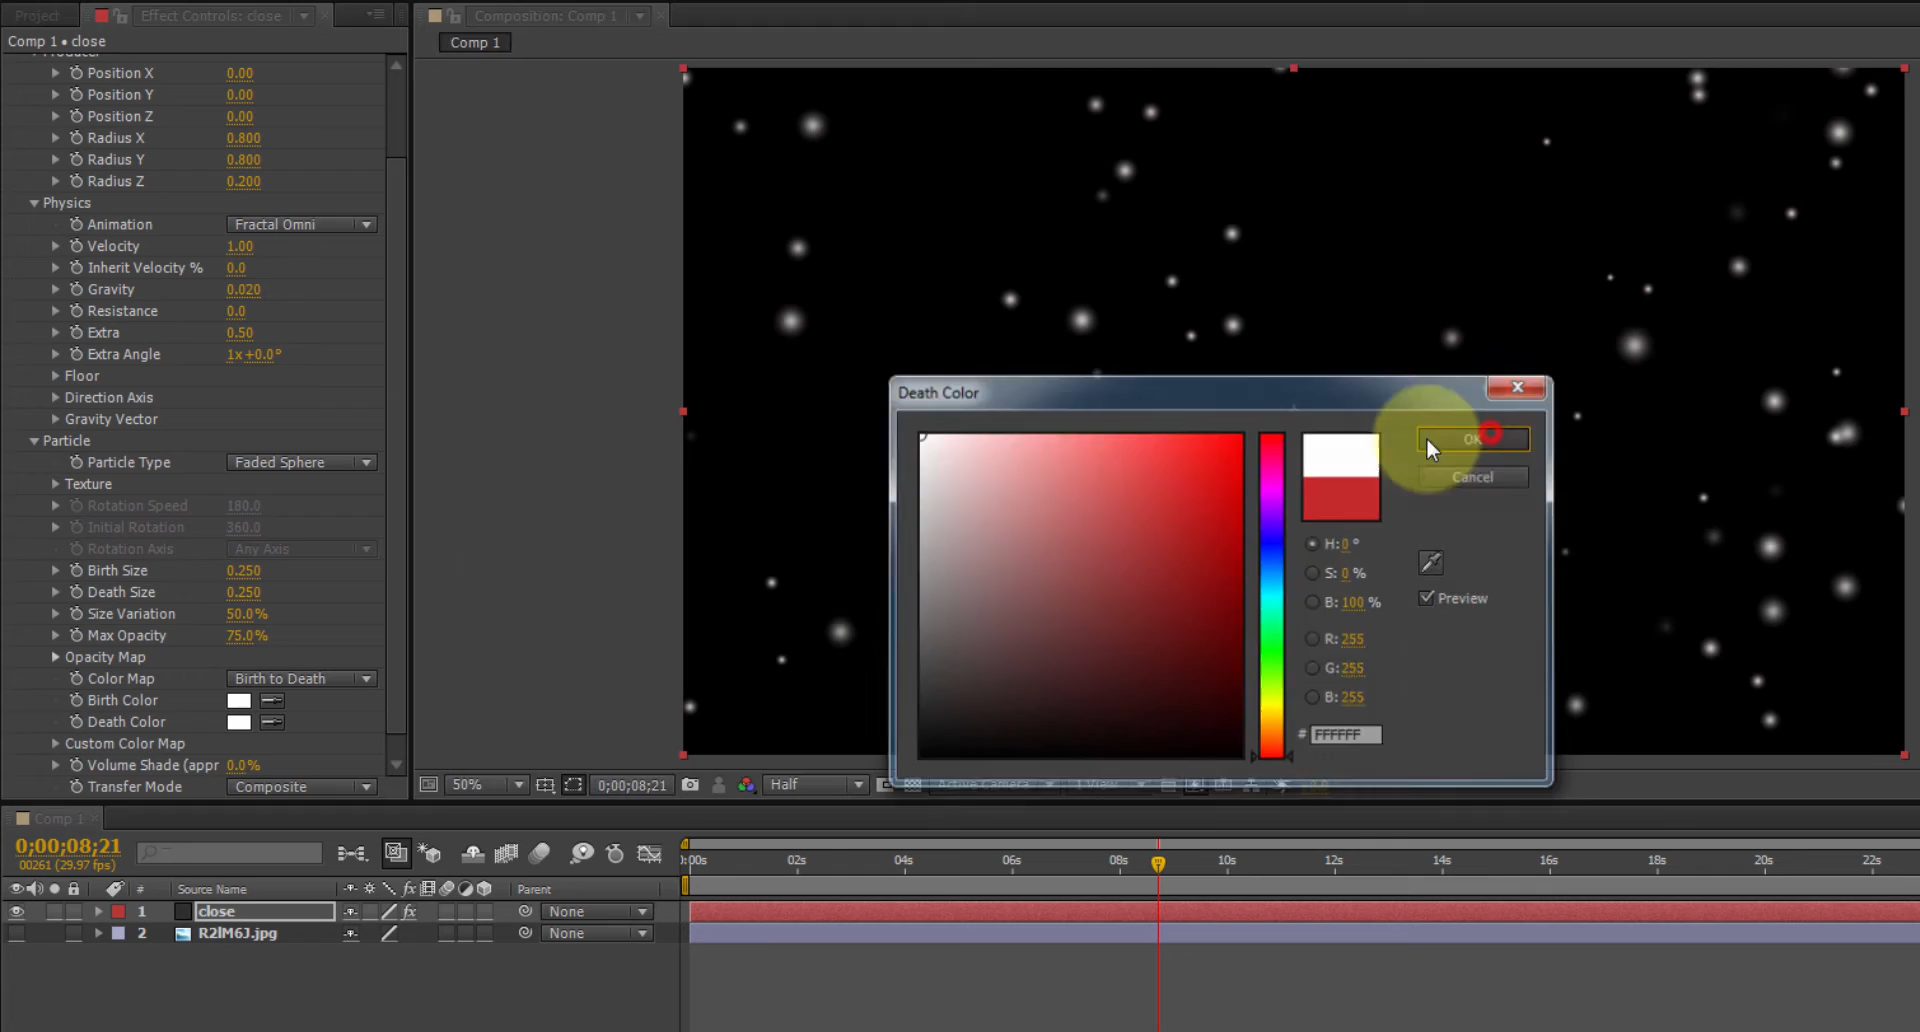 Project
Effect Controls: close
Composition: Comp 1
Comp 1 • close
Comp 1
Producer
Position X 0.00
Position Y 0.00
Position Z 0.00
Radius X 0.800
Radius Y 0.800
Radius Z 0.200
Physics
Animation Fractal Omni
Velocity 1.00
Inherit Velocity % 0.0
Gravity 0.020
Resistance 0.0
Extra 0.50
Extra Angle 1x+0.0°
Floor
Direction Axis
Gravity Vector
Particle
Particle Type Faded Sphere
Texture
Rotation Speed 180.0
Initial Rotation 360.0
Rotation Axis Any Axis
Birth Size 0.250
Death Size 0.250
Size Variation 50.0%
Max Opacity 75.0%
Opacity Map
Color Map Birth to Death
Birth Color
Death Color
Custom Color Map
Volume Shade (appr 0.0%
Transfer Mode Composite
Death Color
OK
Cancel
H: 0 °
S: 0 %
B: 100 %
Preview
R: 255
G: 255
B: 255
# FFFFFF
50% 0;00;08;21 Half Active Camera 1 View
Comp 1
0;00;08;21
00261 (29.97 fps)
:00s 02s 04s 06s 08s 10s 12s 14s 16s 18s 20s 22s
# Source Name fx Parent
1 close fx None
2 R2lM6J.jpg None